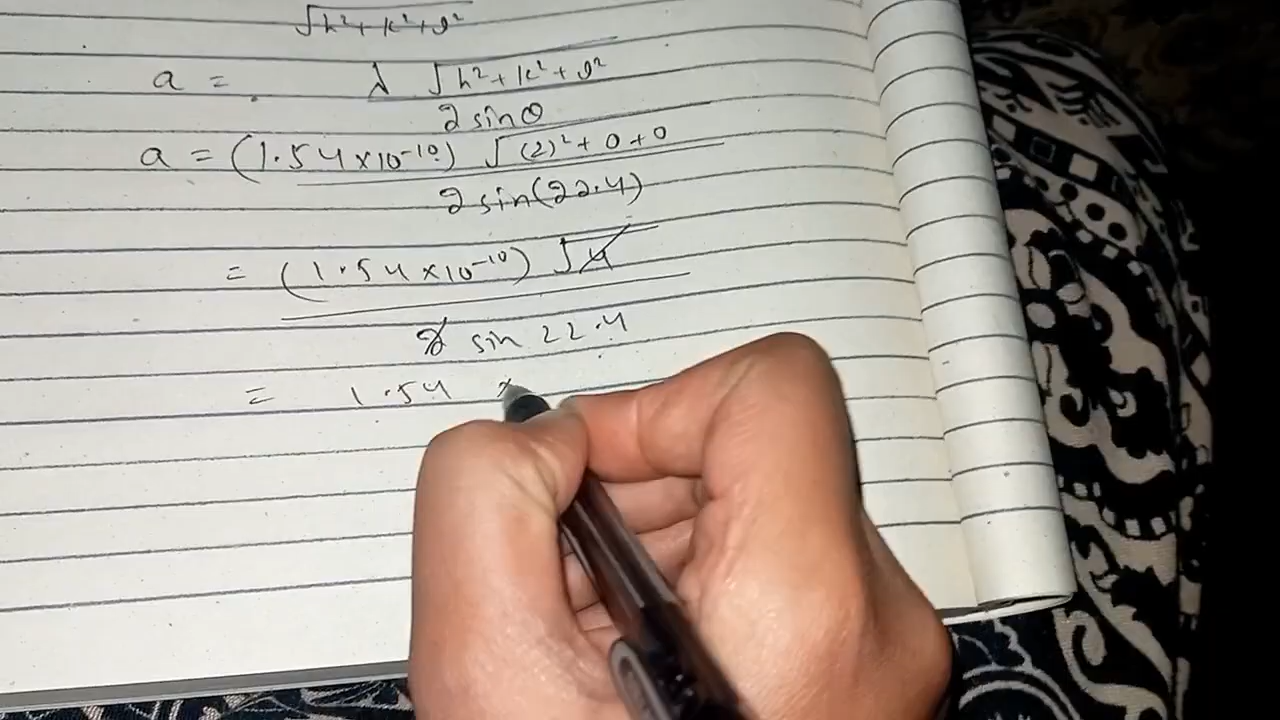 √h²+k²+l²
a = λ √h²+k²+l²
2 sinθ
a = (1.54×10⁻¹⁰) √(2)²+0+0
2 sin(22.4)
= (1.54×10⁻¹⁰) √4
2 sin 22.4
= 1.54 ×